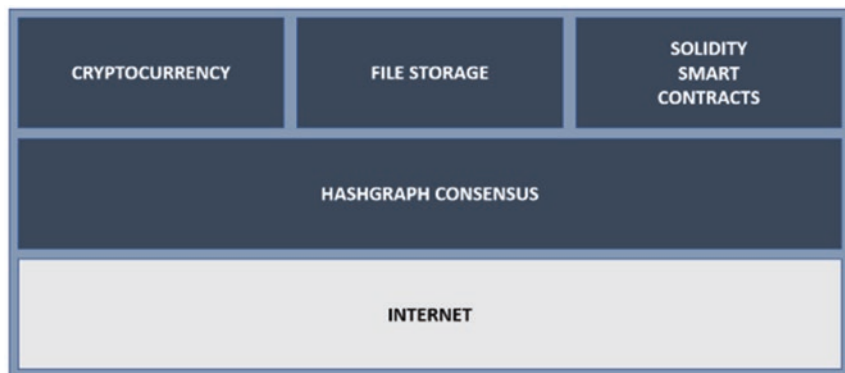 CRYPTOCURRENCY
FILE STORAGE
SOLIDITY
SMART
CONTRACTS
HASHGRAPH CONSENSUS
INTERNET